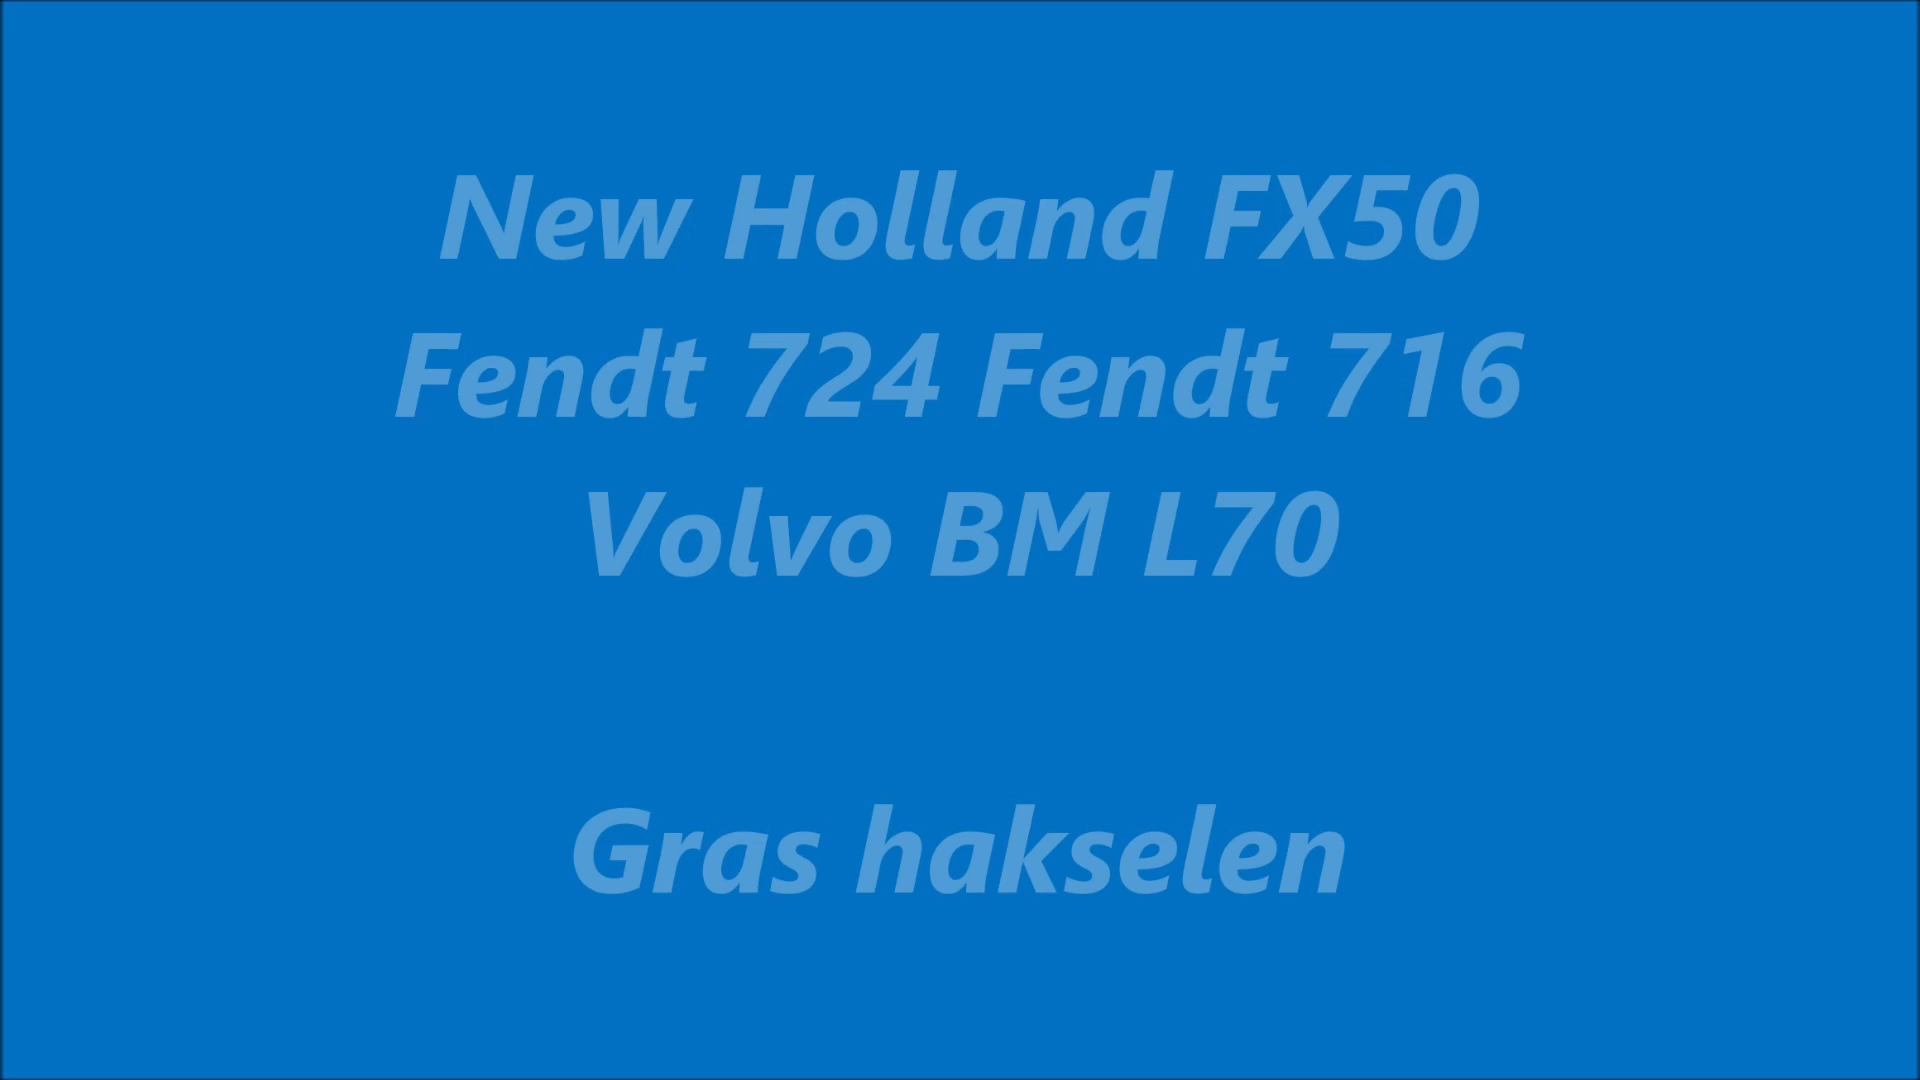 New Holland FX50
Fendt 724 Fendt 716
Volvo BM L70
Gras hakselen